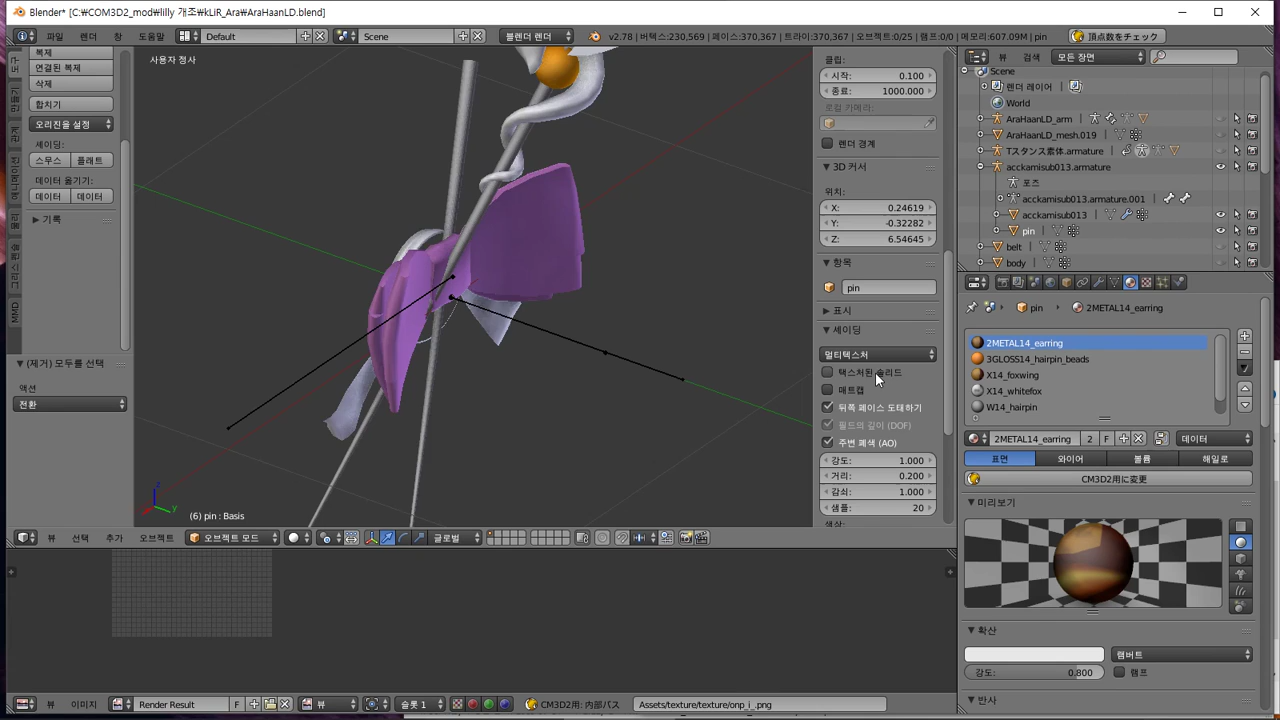 Blender* [C:\COM3D2_mod\lilly 개조\kLiR_Ara\AraHaanLD.blend]
파일 렌더 창 도움말 Default Scene 블렌더 렌더 v2.78 | 버텍스:230,569 | 페이스:370,367 | 트라이:370,367 | 오브젝트:0/25 | 램프:0/0 | 메모리:607.09M | pin 頂点数をチェック
복제
연결된 복제
삭제
합치기
오리진을 설정
셰이딩:
스무스 플래트
데이터 옮기기:
데이터 데이터
기록
MMD
(제거) 모두를 선택
액션
전환
사용자 정사
(6) pin : Basis
클립:
시작: 0.100
종료: 1000.000
로컬 카메라:
렌더 경계
3D 커서
위치:
X: 0.24619
Y: -0.32282
Z: 6.54645
항목
pin
표시
셰이딩
멀티텍스처
텍스처된 솔리드
매트캡
뒤쪽 페이스 도태하기
필드의 깊이 (DOF)
주변 폐색 (AO)
강도: 1.000
거리: 0.200
감쇠: 1.000
샘플: 20
색상:
뷰 선택 추가 오브젝트 오브젝트 모드 글로벌
뷰 이미지 Render Result F 뷰 슬롯 1 CM3D2用: 内部パス Assets/texture/texture/onp_i_.png
뷰 검색 모든 장면
Scene
렌더 레이어
World
AraHaanLD_arm
AraHaanLD_mesh.019
Tスタンス素体.armature
acckamisub013.armature
포즈
acckamisub013.armature.001
acckamisub013
pin
belt
body
pin 2METAL14_earring
2METAL14_earring
3GLOSS14_hairpin_beads
X14_foxwing
X14_whitefox
W14_hairpin
2METAL14_earring 2 F 데이터
표면 와이어 볼륨 해일로
CM3D2用に変更
미리보기
확산
램버트
강도: 0.800 램프
반사